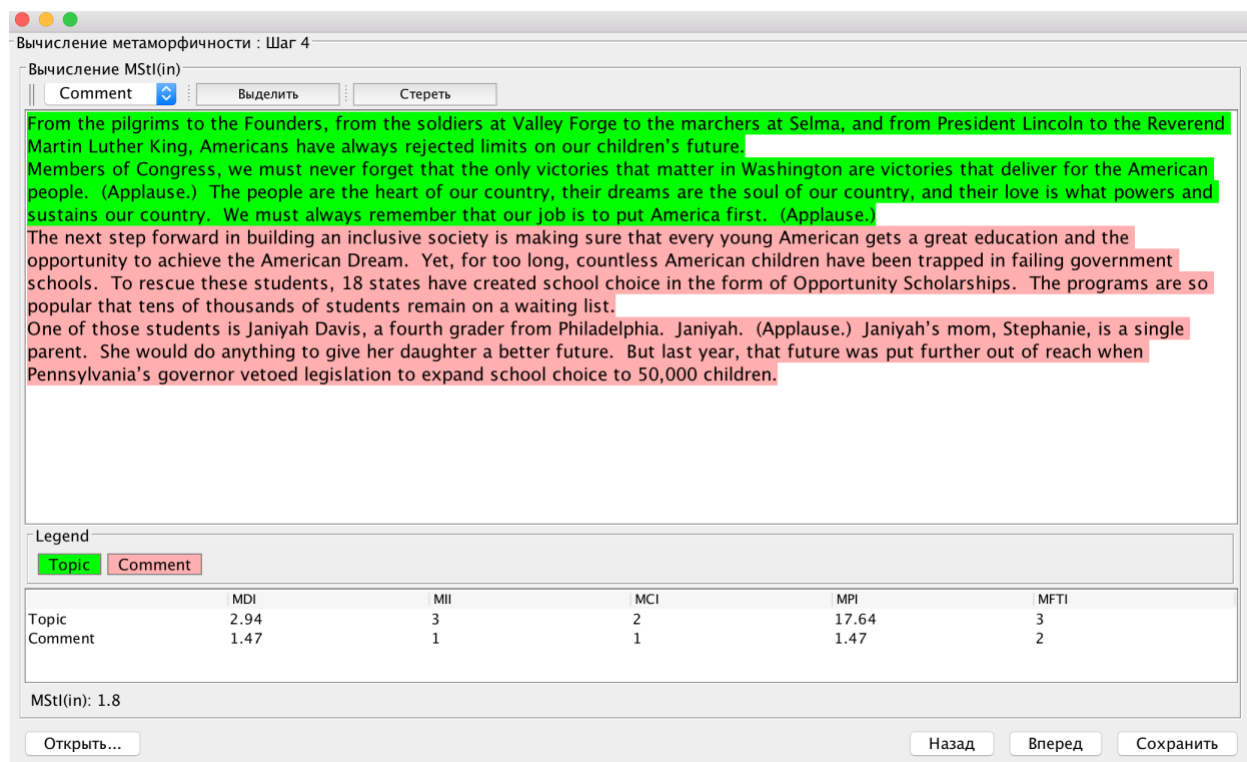 Вычисление метаморфичности : Шаг 4
Вычисление MStI(in)
Comment Выделить Стереть
From the pilgrims to the Founders, from the soldiers at Valley Forge to the marchers at Selma, and from President Lincoln to the Reverend
Martin Luther King, Americans have always rejected limits on our children's future.
Members of Congress, we must never forget that the only victories that matter in Washington are victories that deliver for the American
people.  (Applause.)  The people are the heart of our country, their dreams are the soul of our country, and their love is what powers and
sustains our country.  We must always remember that our job is to put America first.  (Applause.)
The next step forward in building an inclusive society is making sure that every young American gets a great education and the
opportunity to achieve the American Dream.  Yet, for too long, countless American children have been trapped in failing government
schools.  To rescue these students, 18 states have created school choice in the form of Opportunity Scholarships.  The programs are so
popular that tens of thousands of students remain on a waiting list.
One of those students is Janiyah Davis, a fourth grader from Philadelphia.  Janiyah.  (Applause.) Janiyah's mom, Stephanie, is a single
parent.  She would do anything to give her daughter a better future.  But last year, that future was put further out of reach when
Pennsylvania's governor vetoed legislation to expand school choice to 50,000 children.
Legend
Topic Comment
MDI MII MCI MPI MFTI
Topic 2.94 3 2 17.64 3
Comment 1.47 1 1 1.47 2
MStI(in): 1.8
Открыть... Назад Вперед Сохранить